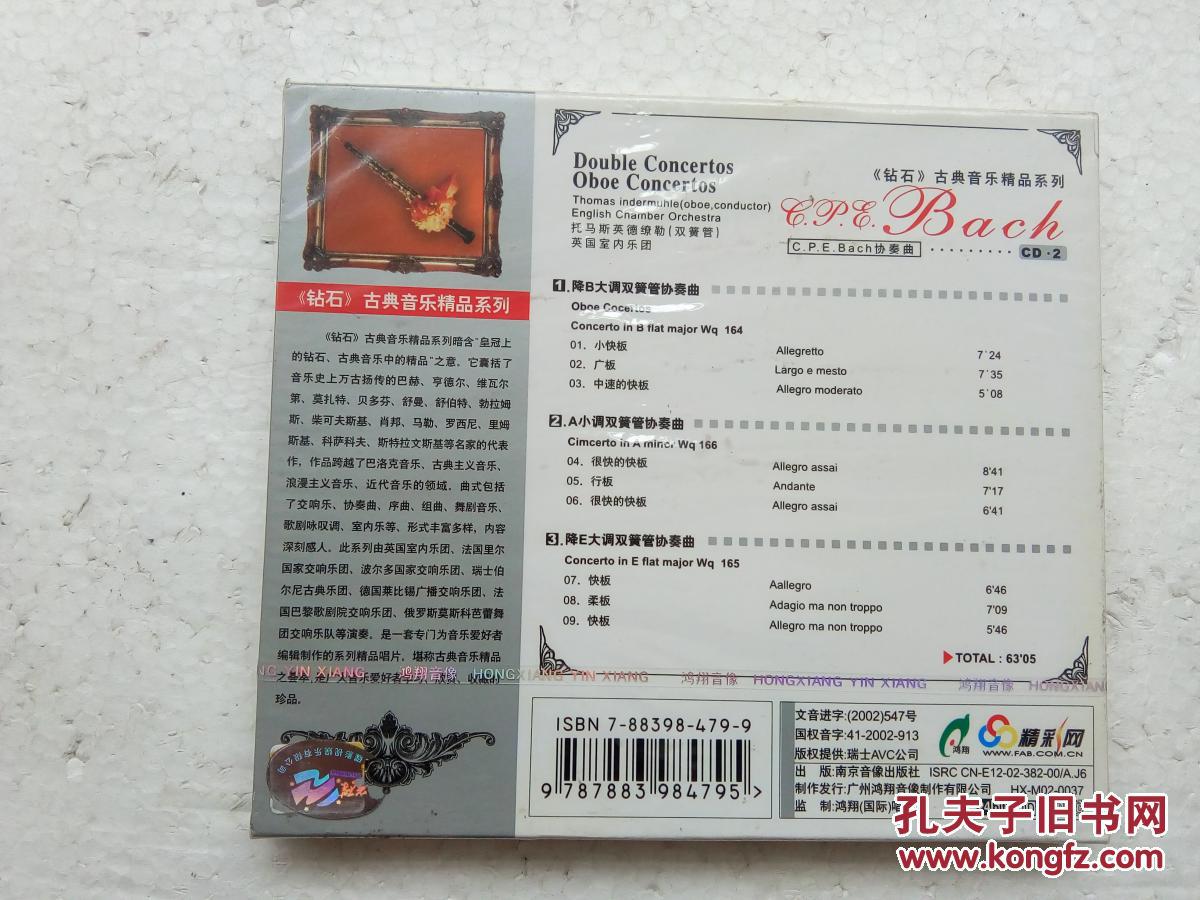 《钻石》古典音乐精品系列
《钻石》古典音乐精品系列暗含"皇冠上
的钻石、古典音乐中的精品"之意。它囊括了
音乐史上万古扬传的巴赫、亨德尔、维瓦尔
第、莫扎特、贝多芬、舒曼、舒伯特、勃拉姆
斯、柴可夫斯基、肖邦、马勒、罗西尼、里姆
斯基、科萨科夫、斯特拉文斯基等名家的代表
作，作品跨越了巴洛克音乐、古典主义音乐、
浪漫主义音乐、近代音乐的领域。曲式包括
了交响乐、协奏曲、序曲、组曲、舞剧音乐、
歌剧咏叹调、室内乐等、形式丰富多样，内容
深刻感人。此系列由英国室内乐团、法国里尔
国家交响乐团、波尔多国家交响乐团、瑞士伯
尔尼古典乐团、德国莱比锡广播交响乐团、法
国巴黎歌剧院交响乐团、俄罗斯莫斯科芭蕾舞
团交响乐队等演奏。是一套专门为音乐爱好者
编辑制作的系列精品唱片，堪称古典音乐精品
珍品。
Double Concertos
Oboe Concertos
Thomas indermuhle(oboe,conductor)
English Chamber Orchestra
托马斯英德缭勒(双簧管)
英国室内乐团
《钻石》古典音乐精品系列
C.P.E. Bach
C.P.E.Bach协奏曲 ········· CD·2
1.降B大调双簧管协奏曲
Oboe Cocertos
Concerto in B flat major Wq 164
01. 小快板 Allegretto 7'24
02. 广板 Largo e mesto 7'35
03. 中速的快板 Allegro moderato 5'08
2.A小调双簧管协奏曲
Cimcerto in A minor Wq 166
04. 很快的快板 Allegro assai 8'41
05. 行板 Andante 7'17
06. 很快的快板 Allegro assai 6'41
3.降E大调双簧管协奏曲
Concerto in E flat major Wq 165
07. 快板 Aallegro 6'46
08. 柔板 Adagio ma non troppo 7'09
09. 快板 Allegro ma non troppo 5'46
TOTAL : 63'05
NG YIN XIANG 鸿翔音像 HONGXIANG YIN XIANG 鸿翔音像 HONGXIANG YIN XIANG 鸿翔音像 HONGXIANG
ISBN 7-88398-479-9
9 787883 984795 >
文音进字:(2002)547号
国权音字:41-2002-913
版权提供:瑞士AVC公司
鸿翔
精彩网
WWW.FAB.COM.CN
出 版:南京音像出版社 ISRC CN-E12-02-382-00/A.J6
制作发行:广州鸿翔音像制作有限公司 HX-M02-0037
监 制:鸿翔(国际)
孔夫子旧书网
www.kongfz.com